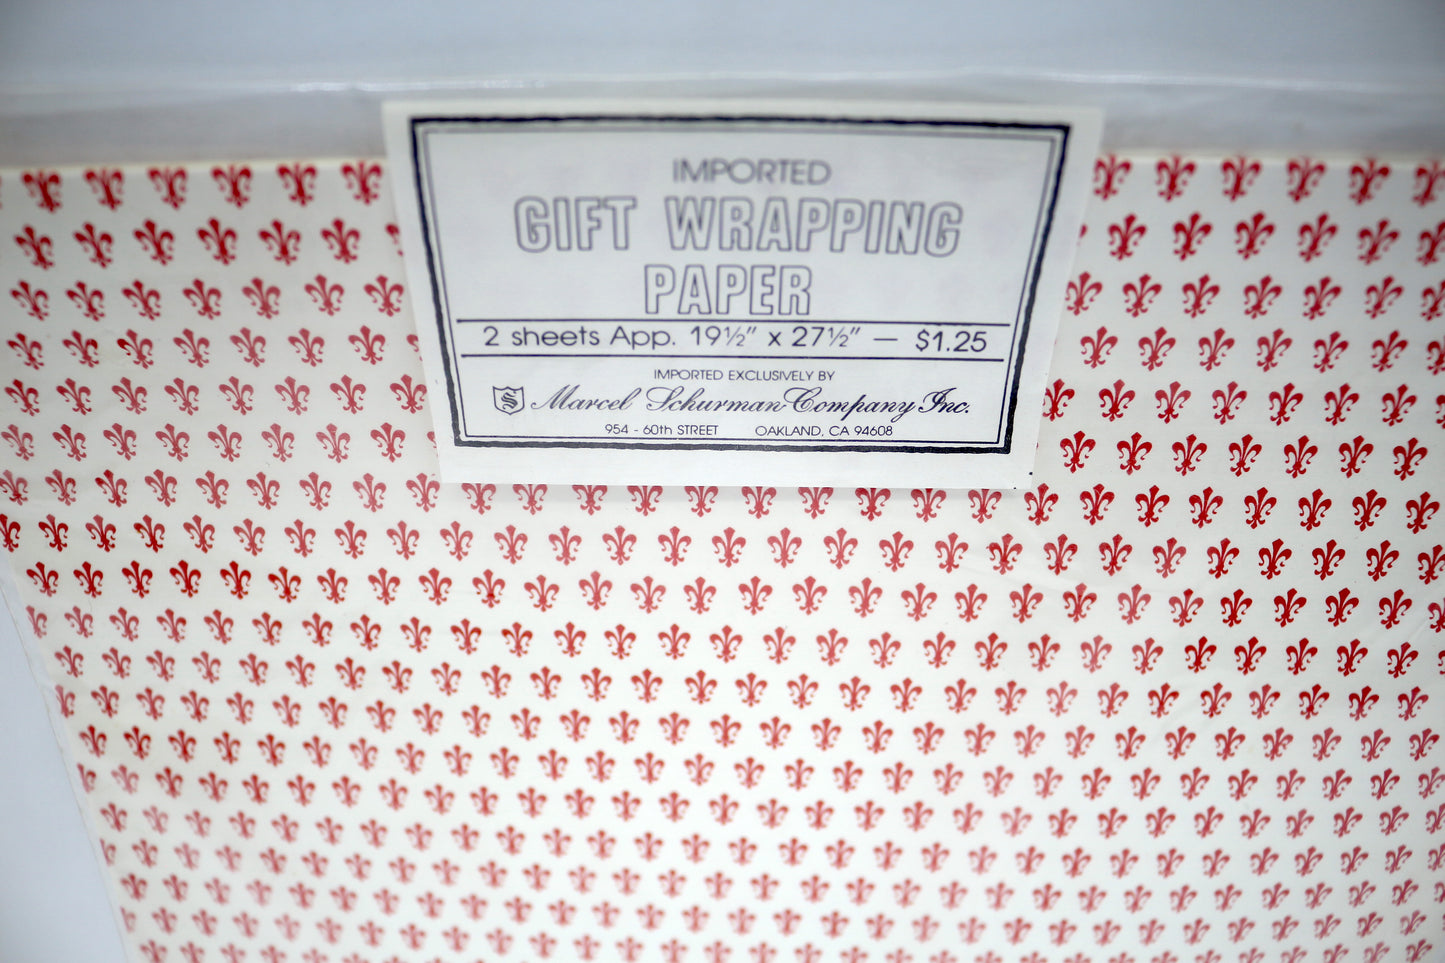 IMPORTED
GIFT WRAPPING
PAPER
2 sheets App. 19½" x 27½" — $1.25
IMPORTED EXCLUSIVELY BY
S Marcel Schurman Company Inc.
954 - 60th STREET OAKLAND, CA 94608